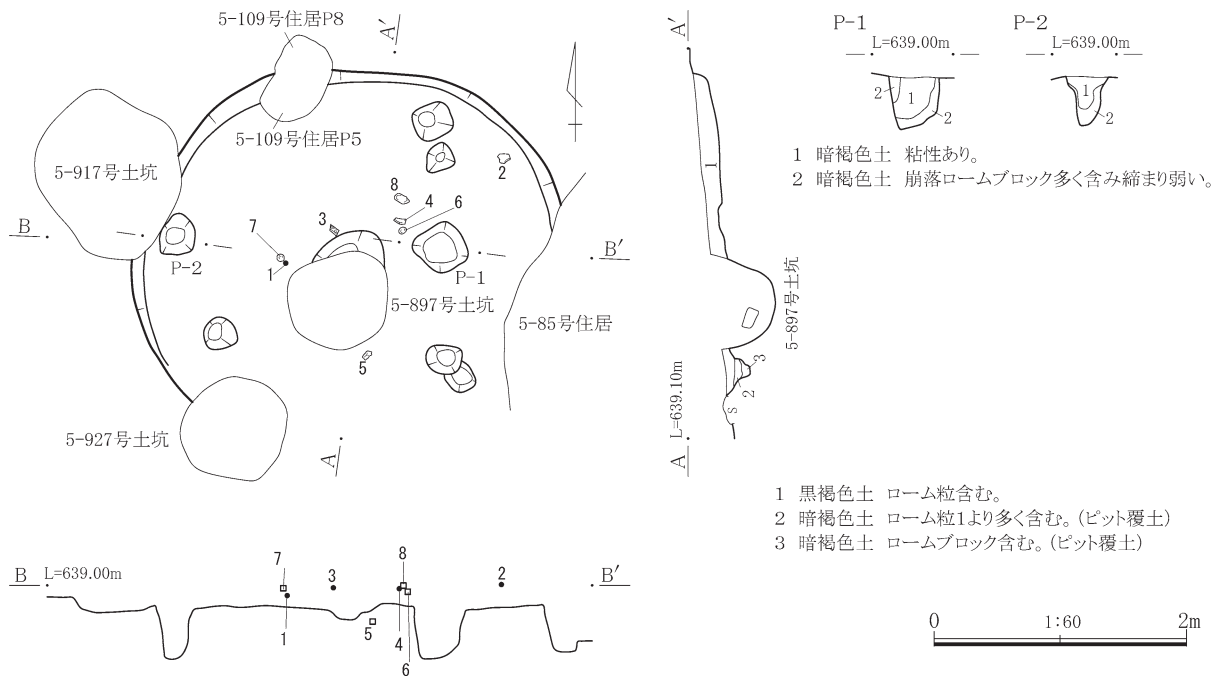 5-109号住居P8
A′
A′
P-1
P-2
L=639.00m
L=639.00m
2
1
2
1
2
5-109号住居P5
2
5-917号土坑
1
1 暗褐色土 粘性あり。
2 暗褐色土 崩落ロームブロック多く含み締まり弱い。
8
4
6
3
B
7
B′
P-2
1
P-1
5-897号土坑
5-85号住居
5-897号土坑
5
3
2
S
L=639.10m
5-927号土坑
A
A
1 黒褐色土 ローム粒含む。
2 暗褐色土 ローム粒1より多く含む。(ピット覆土)
3 暗褐色土 ロームブロック含む。(ピット覆土)
B
L=639.00m
7
3
8
2
B′
1
5
4
6
0
1:60
2m